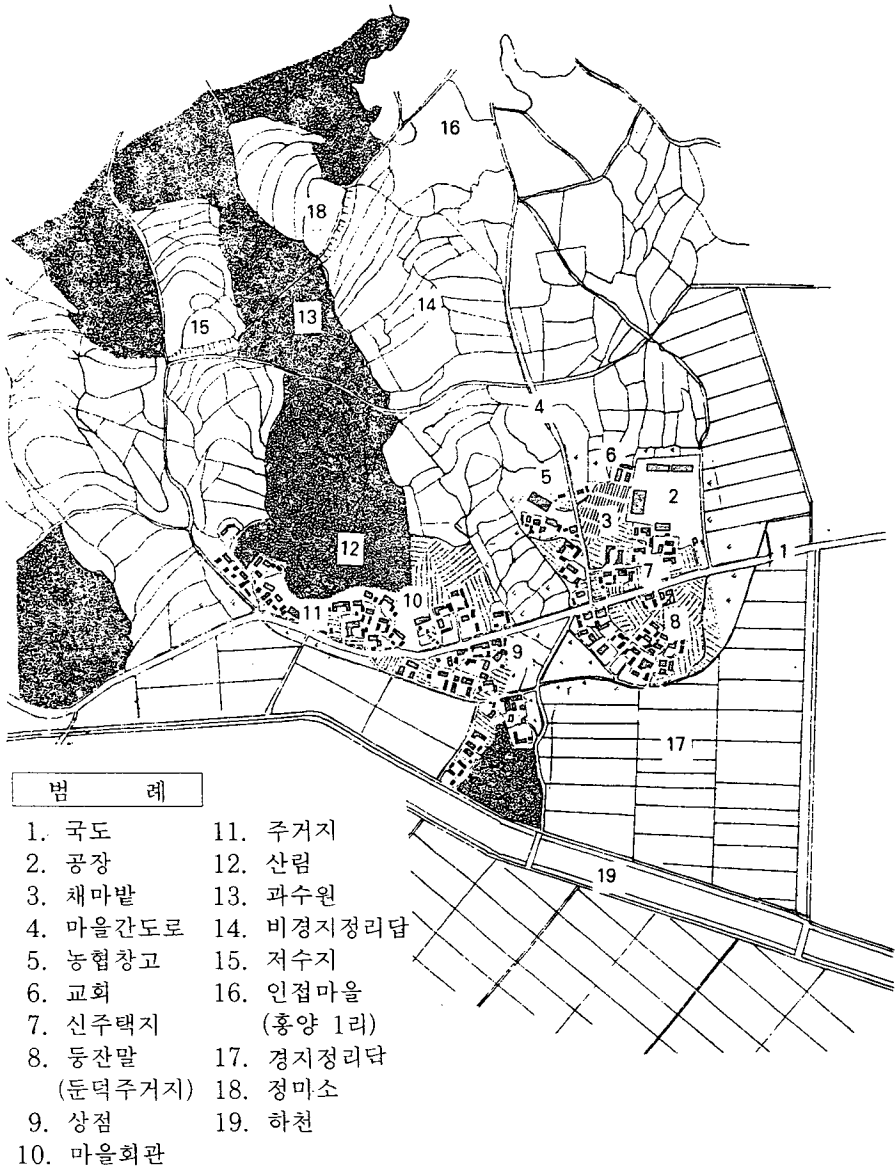 16
18
13
14
15
4
6
5
2
3
1
12
7
10
11
8
9
17
19
범 례
1. 국도
2. 공장
3. 채마밭
4. 마을간도로
5. 농협창고
6. 교회
7. 신주택지
8. 둥잔말
(둔덕주거지)
9. 상점
10. 마을회관
11. 주거지
12. 산림
13. 과수원
14. 비경지정리답
15. 저수지
16. 인접마을
(홍양 1리)
17. 경지정리답
18. 정미소
19. 하천